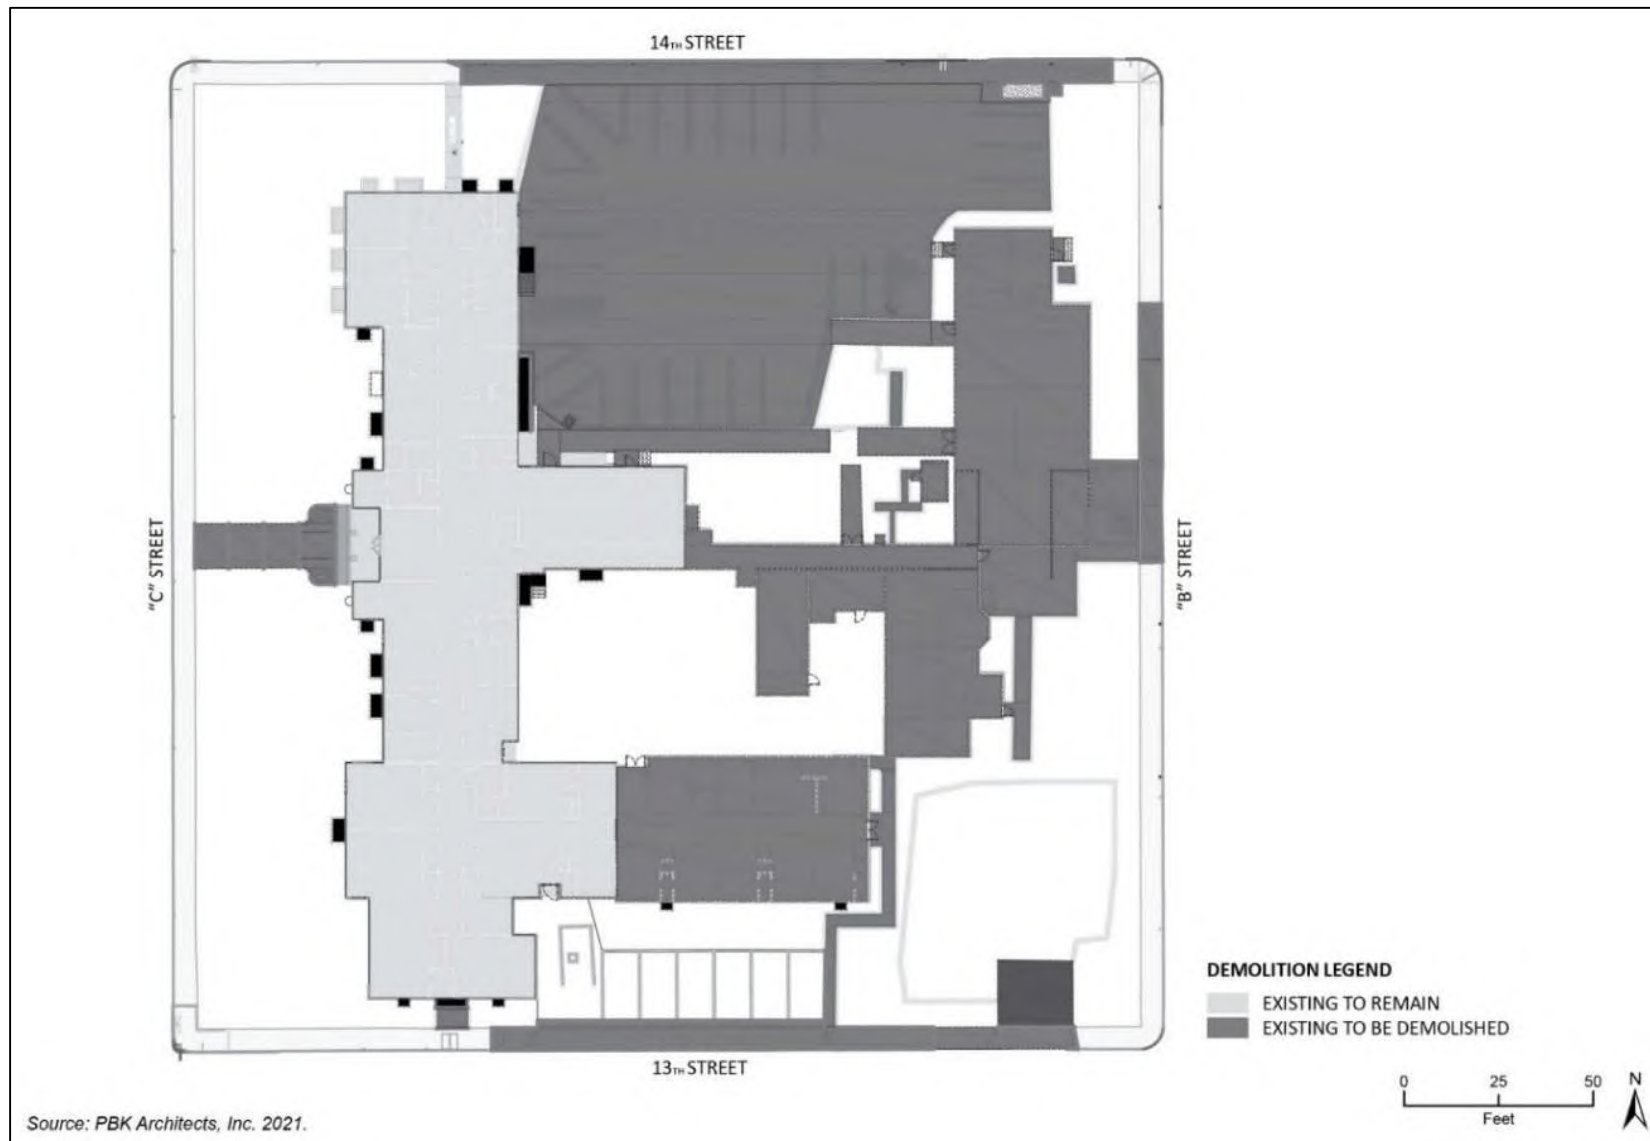 14TH STREET
"C" STREET
"B" STREET
13TH STREET
DEMOLITION LEGEND
EXISTING TO REMAIN
EXISTING TO BE DEMOLISHED
0 25 50
Feet
N
Source: PBK Architects, Inc. 2021.